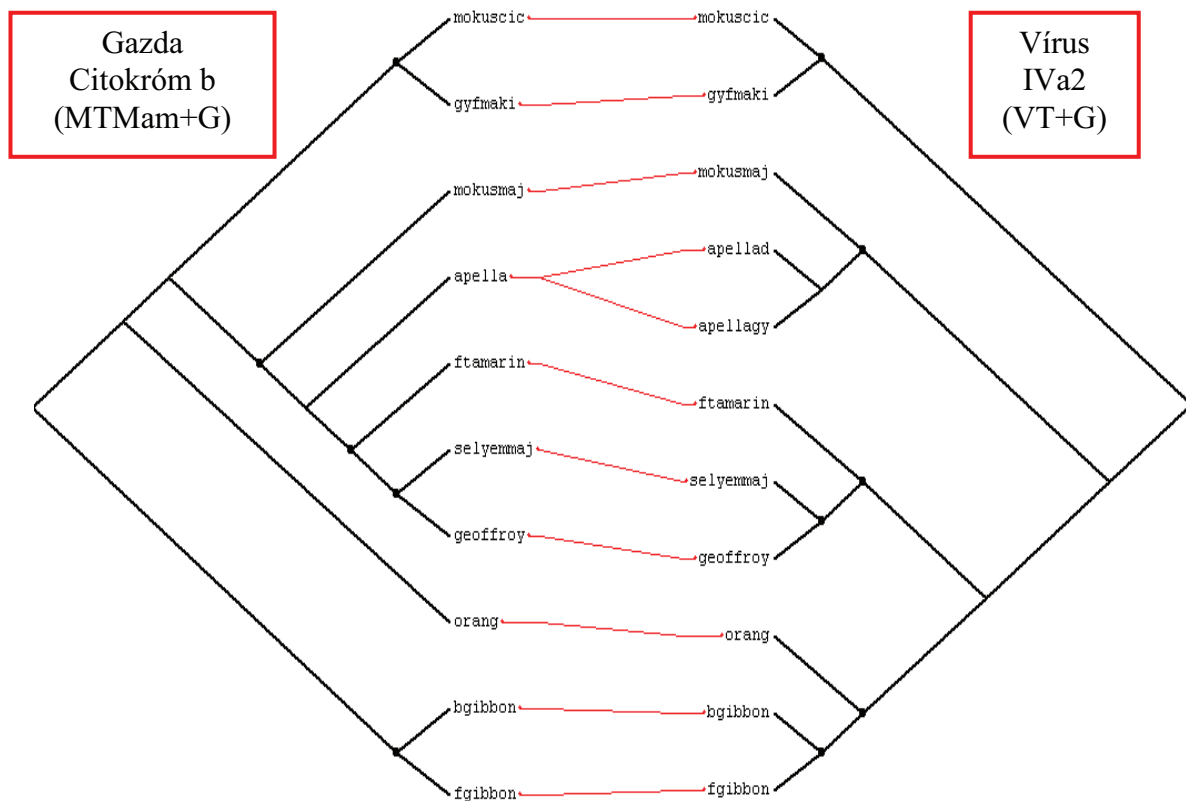 Gazda
Citokróm b
(MTMam+G)
Vírus
IVa2
(VT+G)
mokuscic
gyfmaki
mokusmaj
apella
ftamarin
selyemmaj
geoffroy
orang
bgibbon
fgibbon
mokuscic
gyfmaki
mokusmaj
apellad
apellagy
ftamarin
selyemmaj
geoffroy
orang
bgibbon
fgibbon